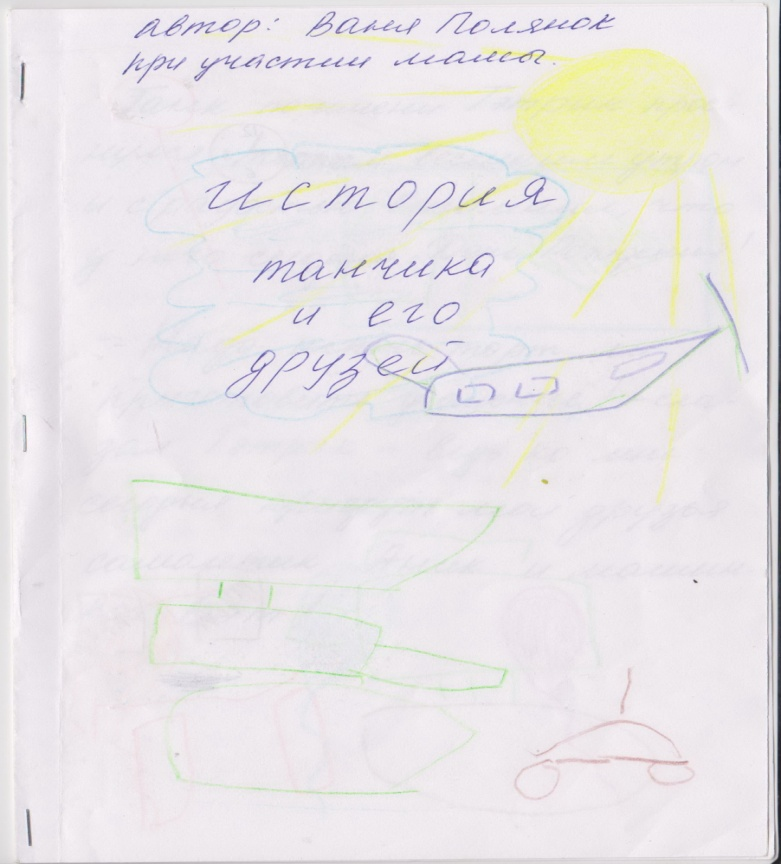 автор: Ваня Полянок
при участии мамы.
История
танчика
и его
друзей